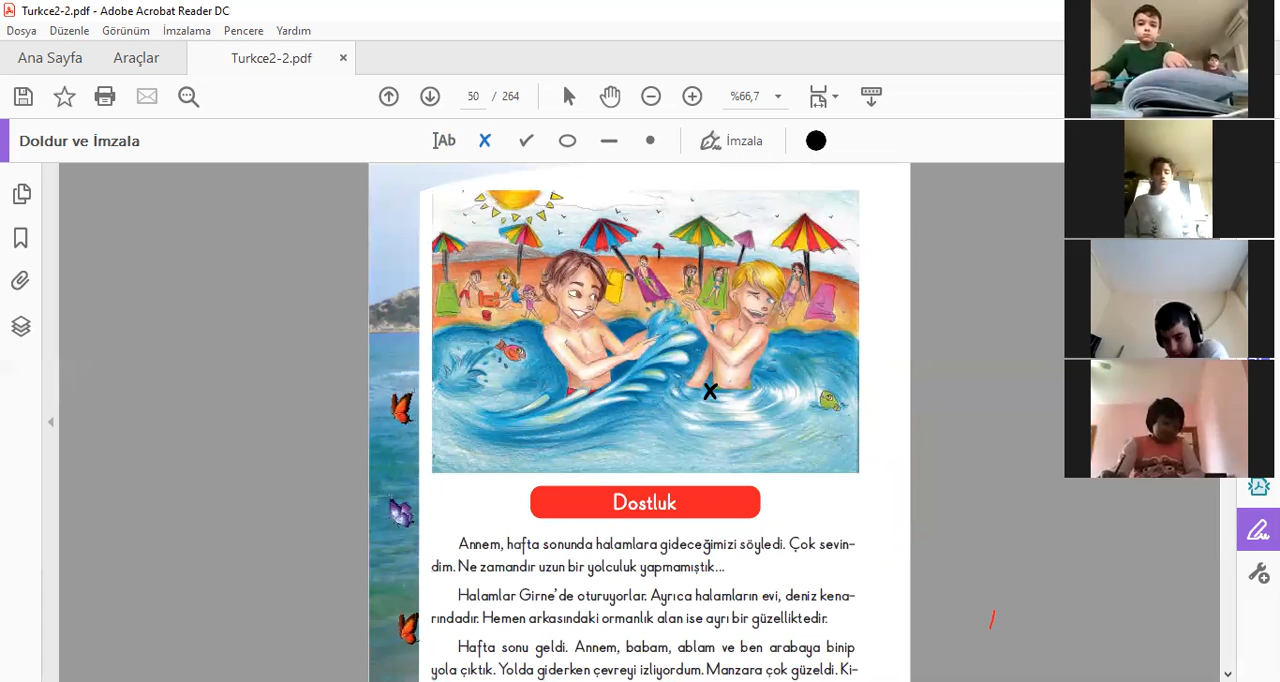 Turkce2-2.pdf - Adobe Acrobat Reader DC
Dosya Düzenle Görünüm İmzalama Pencere Yardım
Ana Sayfa Araçlar Turkce2-2.pdf ×
50 / 264 %66,7
Doldur ve İmzala
Ab İmzala
Dostluk
Annem, hafta sonunda halamlara gideceğimizi söyledi. Çok sevin-
dim. Ne zamandır uzun bir yolculuk yapmamıştık...
Halamlar Girne'de oturuyorlar. Ayrıca halamların evi, deniz kena-
rındadır. Hemen arkasındaki ormanlık alan ise ayrı bir güzelliktedir.
Hafta sonu geldi. Annem, babam, ablam ve ben arabaya binip
yola çıktık. Yolda giderken çevreyi izliyordum. Manzara çok güzeldi. Ki-